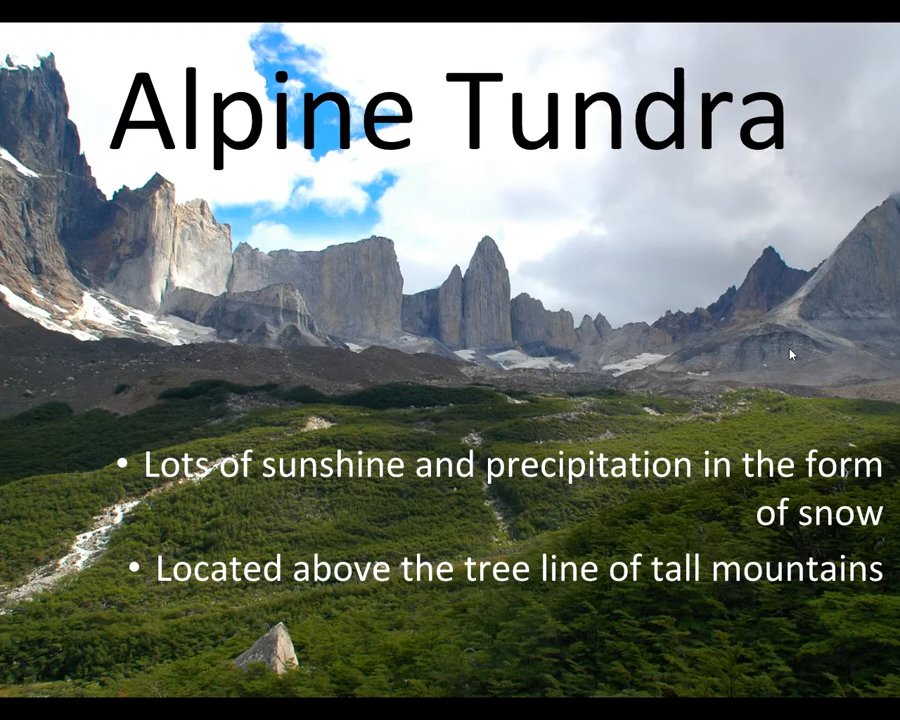 Alpine Tundra
• Lots of sunshine and precipitation in the form
of snow
• Located above the tree line of tall mountains